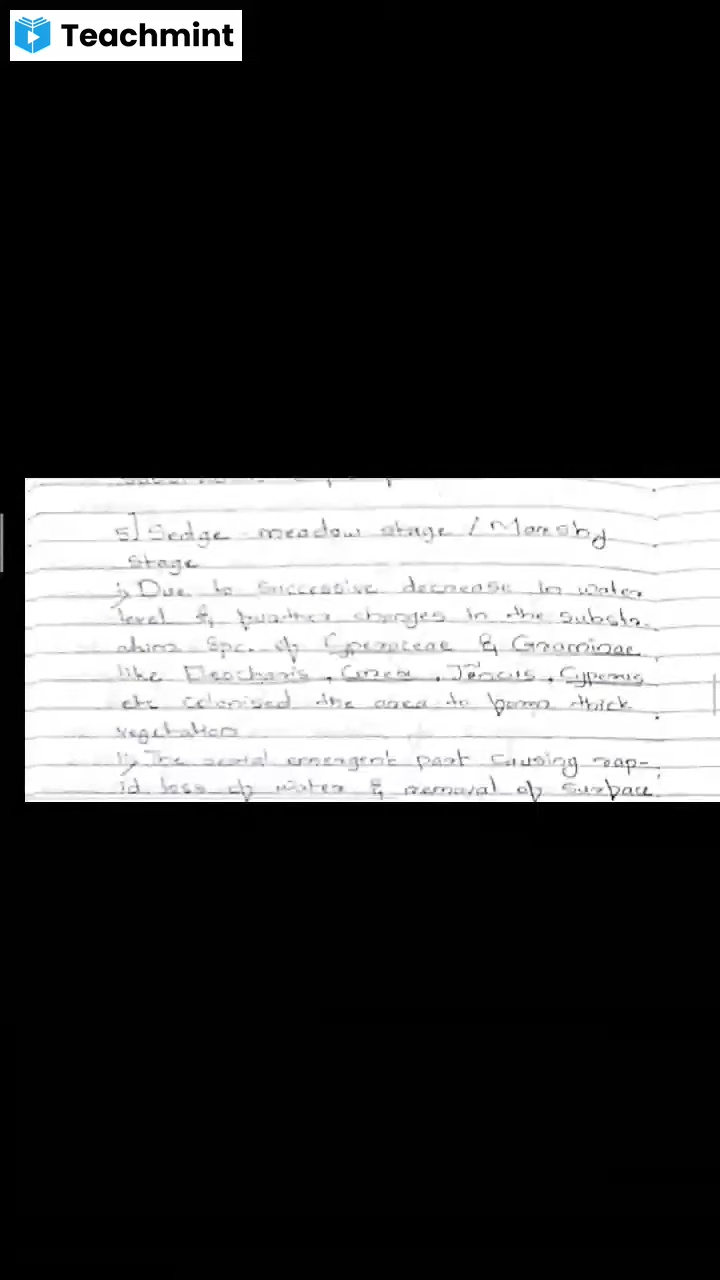 Teachmint
5] Sedge meadow stage / Marshy
stage
i> Due to successive decrease in water
level & further changes in the substr-
spc. of Cyperaceae & Graminae
like Eleocharis, Carex, Juncus, Cyperus
etc colonised the area to form thick
vegetation
ii> The aerial emergent part causing rap-
id loss of water & removal of surface